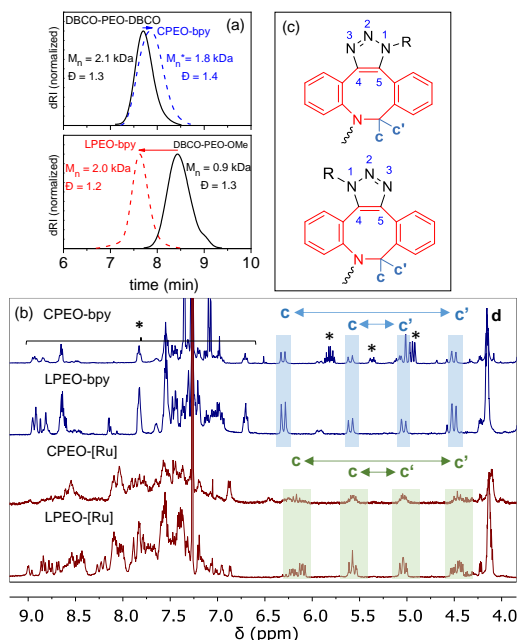 (a)
DBCO-PEO-DBCO
CPEO-bpy
Mn = 2.1 kDa
Đ = 1.3
Mn* = 1.8 kDa
Đ = 1.4
dRI (normalized)
LPEO-bpy
DBCO-PEO-OMe
Mn = 2.0 kDa
Đ = 1.2
Mn = 0.9 kDa
Đ = 1.3
dRI (normalized)
6 7 8 9 10
time (min)
(c)
2
3 N N N 1 R
4 5
N
c c'
R 2
1 N N N 3
4 5
N
c c'
(b)
CPEO-bpy
*
c c' d
c c'
* * *
LPEO-bpy
CPEO-[Ru]
c c'
c c'
LPEO-[Ru]
9.0 8.5 8.0 7.5 7.0 6.5 6.0 5.5 5.0 4.5 4.0
δ (ppm)